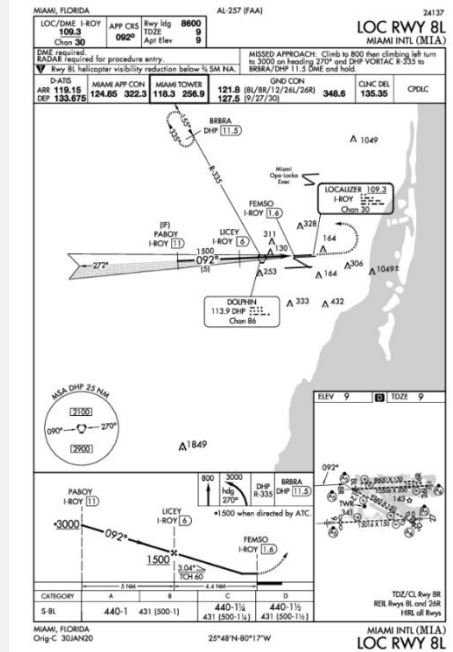 MIAMI, FLORIDA
AL-257 (FAA)
24137
LOC/DME I-ROY
109.3
Chan 30
APP CRS
092°
Rwy ldg 8600
TDZE 9
Apt Elev 9
LOC RWY 8L
MIAMI INTL (MIA)
DME required.
RADAR required for procedure entry.
Rwy 8L helicopter visibility reduction below ¾ SM NA.
MISSED APPROACH: Climb to 800 then climbing left turn
to 3000 on heading 270° and DHP VORTAC R-335 to
BRBRA/DHP 11.5 DME and hold.
D-ATIS
ARR 119.15
DEP 133.675
MIAMI APP CON
124.85 322.3
MIAMI TOWER
118.3 256.9
GND CON
121.8 (8L/8R/12/26L/26R)
127.5 (9/27/30)
348.6
CLNC DEL
135.35
CPDLC
155°
335°
BRBRA
DHP 11.5
R-335
1049
Miami
Opa-Locka
Exec
LOCALIZER 109.3
I-ROY
Chan 30
FEMSO
I-ROY 1.6
(IF)
PABOY
I-ROY 11
LICEY
I-ROY 6
311
328
130
164
1500
092°
(5)
272°
253
164
306
1049±
DOLPHIN
113.9 DHP
Chan 86
333
432
MSA DHP 25 NM
2100
090°
270°
2900
1849
ELEV 9
D
TDZE 9
092°
8600 X 150
143
TWR
341
PABOY
I-ROY 11
3000
092°
LICEY
I-ROY 6
1500
3.04°
TCH 60
800
3000
hdg
270°
DHP
R-335
BRBRA
DHP 11.5
*1500 when directed by ATC.
FEMSO
I-ROY 1.6
5 NM
4.4 NM
CATEGORY
A
B
C
D
S-8L
440-1 431 (500-1)
440-1¼
431 (500-1¼)
440-1½
431 (500-1½)
TDZ/CL Rwy 8R
REIL Rwys 8L and 26R
HIRL all Rwys
MIAMI, FLORIDA
Orig-C 30JAN20
25°48'N-80°17'W
MIAMI INTL (MIA)
LOC RWY 8L